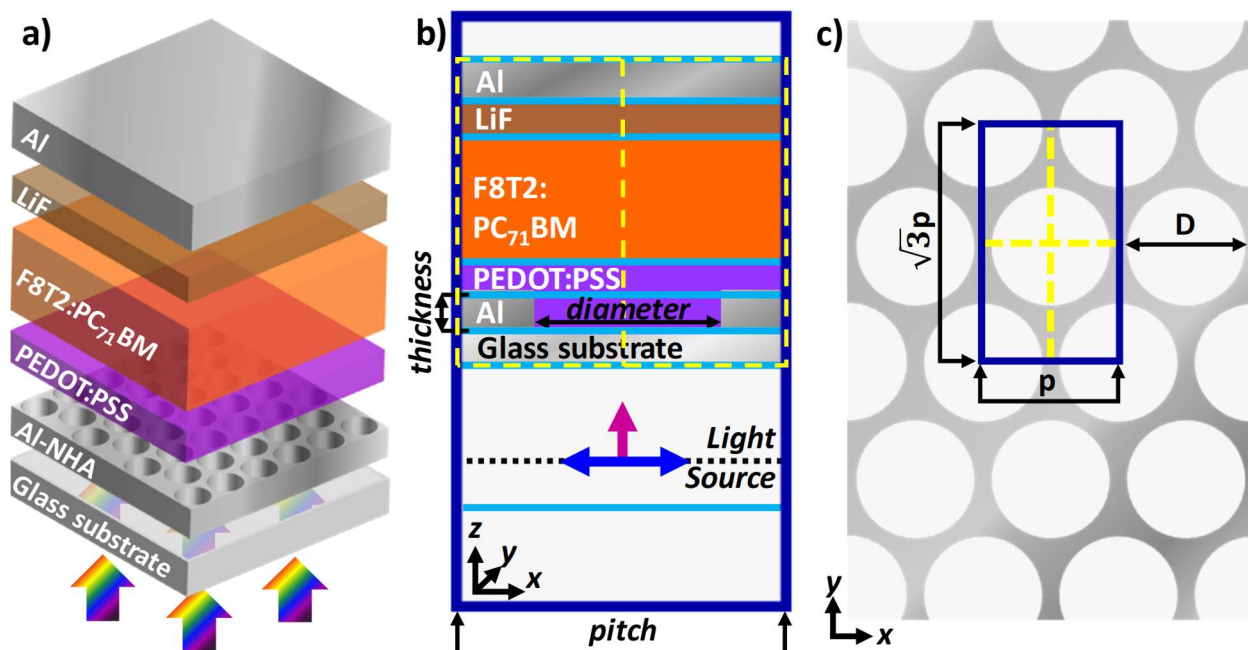 a)
Al
LiF
F8T2:PC₇₁BM
PEDOT:PSS
Al-NHA
Glass substrate
b)
Al
LiF
F8T2:
PC₇₁BM
PEDOT:PSS
thickness
Al
diameter
Glass substrate
Light
Source
z
y
x
pitch
c)
√3p
D
p
y
x